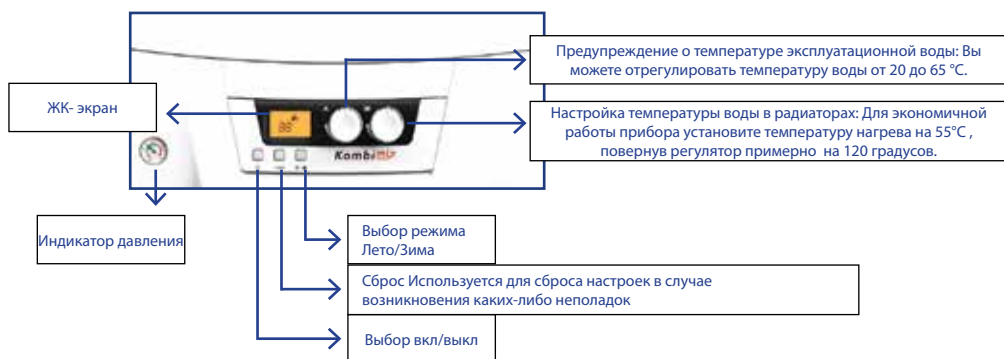 Предупреждение о температуре эксплуатационной воды: Вы
можете отрегулировать температуру воды от 20 до 65 °C.
ЖК- экран
Настройка температуры воды в радиаторах: Для экономичной
работы прибора установите температуру нагрева на 55°C ,
повернув регулятор примерно на 120 градусов.
Kombi
Индикатор давления
Выбор режима
Лето/Зима
Сброс Используется для сброса настроек в случае
возникновения каких-либо неполадок
Выбор вкл/выкл